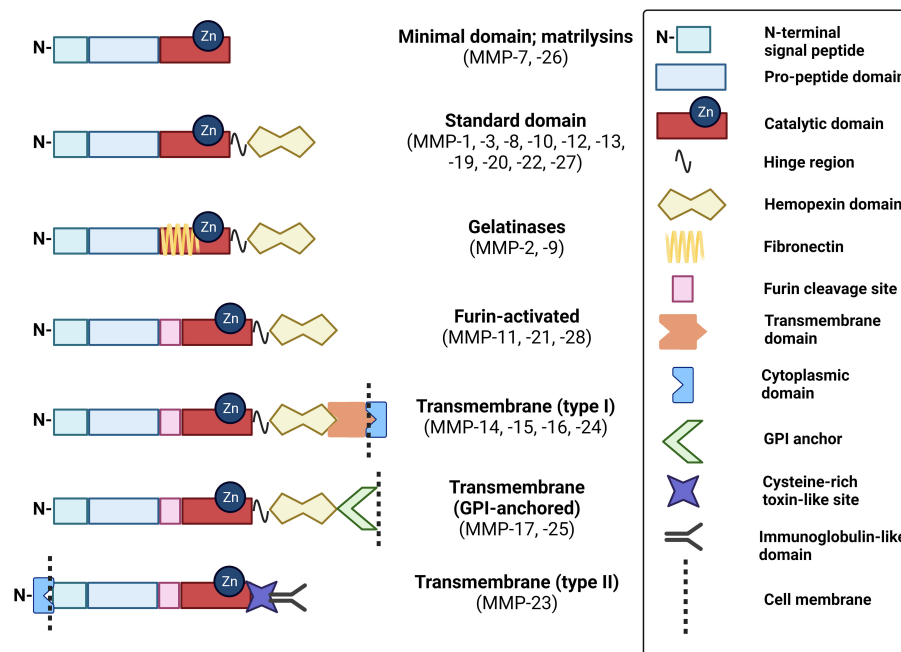 N-
Zn
Minimal domain; matrilysins
(MMP-7, -26)
N-
Zn
Standard domain
(MMP-1, -3, -8, -10, -12, -13,
-19, -20, -22, -27)
N-
Zn
Gelatinases
(MMP-2, -9)
N-
Zn
Furin-activated
(MMP-11, -21, -28)
N-
Zn
Transmembrane (type I)
(MMP-14, -15, -16, -24)
N-
Zn
Transmembrane
(GPI-anchored)
(MMP-17, -25)
N-
Zn
Transmembrane (type II)
(MMP-23)
N-
N-terminal
signal peptide
Pro-peptide domain
Zn
Catalytic domain
Hinge region
Hemopexin domain
Fibronectin
Furin cleavage site
Transmembrane
domain
Cytoplasmic
domain
GPI anchor
Cysteine-rich
toxin-like site
Immunoglobulin-like
domain
Cell membrane